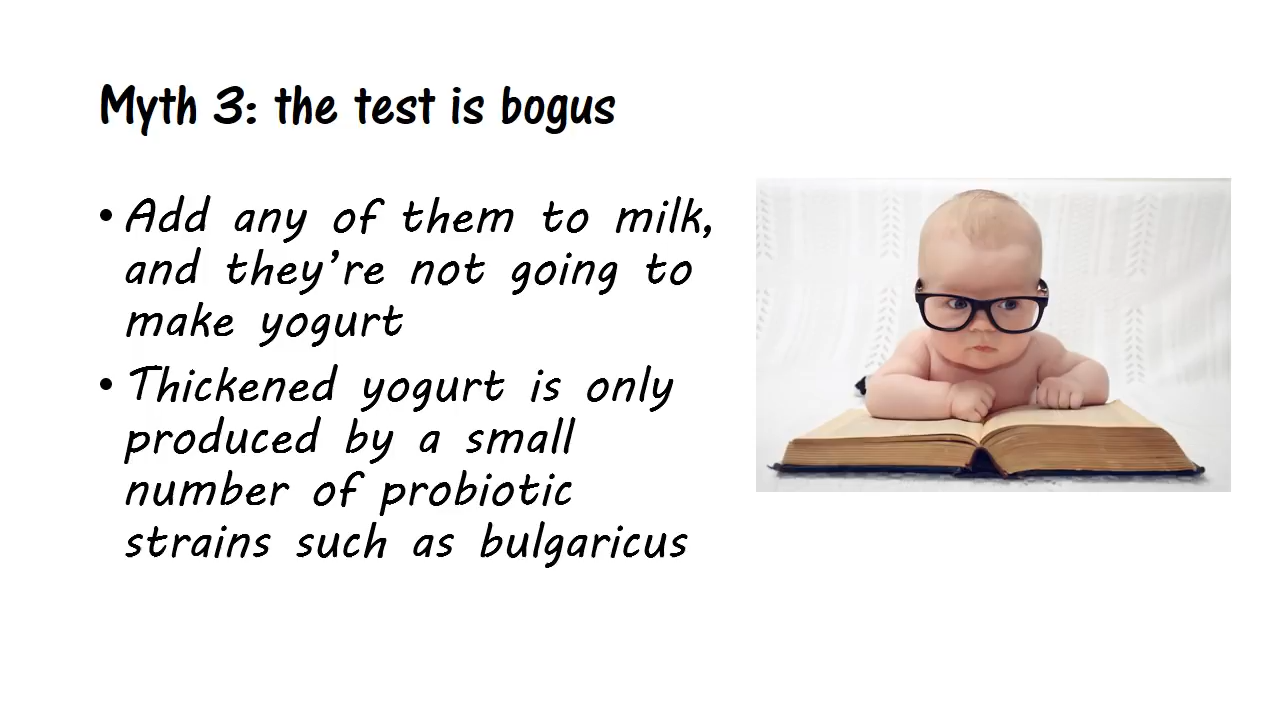 Myth 3: the test is bogus
• Add any of them to milk,
and they’re not going to
make yogurt
• Thickened yogurt is only
produced by a small
number of probiotic
strains such as bulgaricus